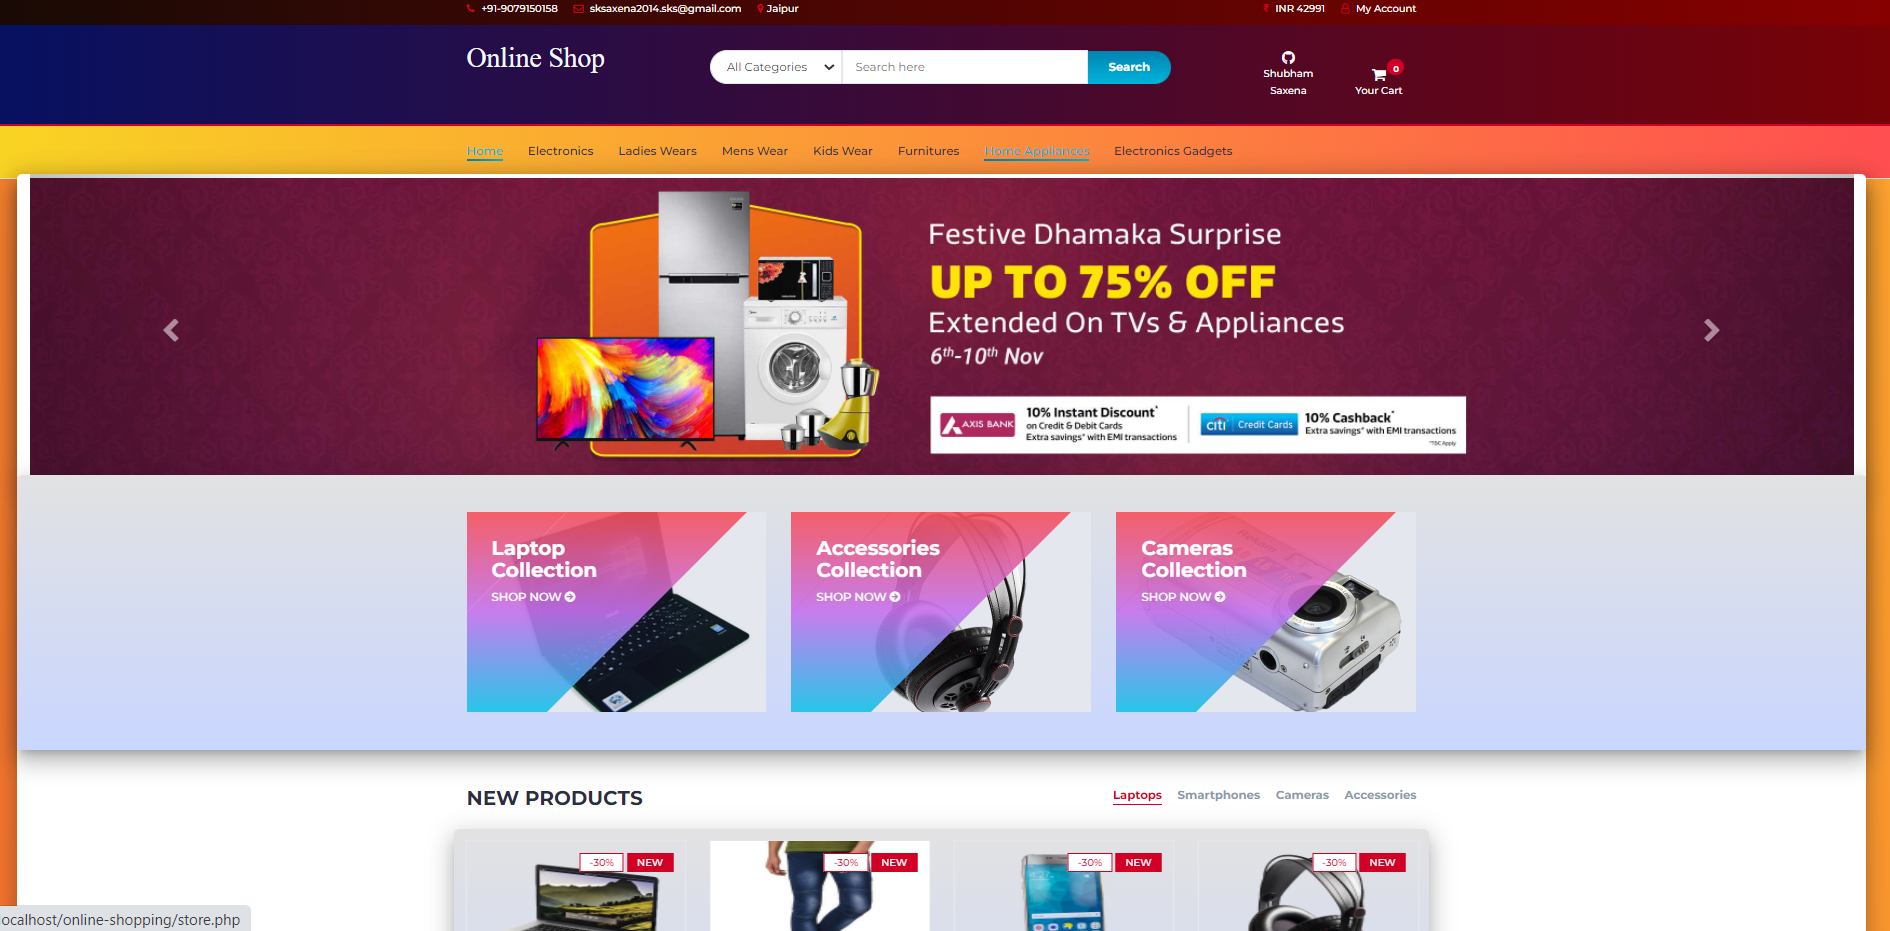 +91-9079150158 sksaxena2014.sks@gmail.com Jaipur ₹ INR 42991 My Account
Online Shop
All Categories Search here Search
Shubham
Saxena
0
Your Cart
Home Electronics Ladies Wears Mens Wear Kids Wear Furnitures Home Appliances Electronics Gadgets
Festive Dhamaka Surprise
UP TO 75% OFF
Extended On TVs & Appliances
6th-10th Nov
AXIS BANK
10% Instant Discount*
on Credit & Debit Cards
Extra savings* with EMI transactions
citi Credit Cards
10% Cashback*
Extra savings* with EMI transactions
*T&C Apply
Laptop
Collection
SHOP NOW
Accessories
Collection
SHOP NOW
Cameras
Collection
SHOP NOW
NEW PRODUCTS
Laptops Smartphones Cameras Accessories
-30% NEW
-30% NEW
-30% NEW
-30% NEW
localhost/online-shopping/store.php